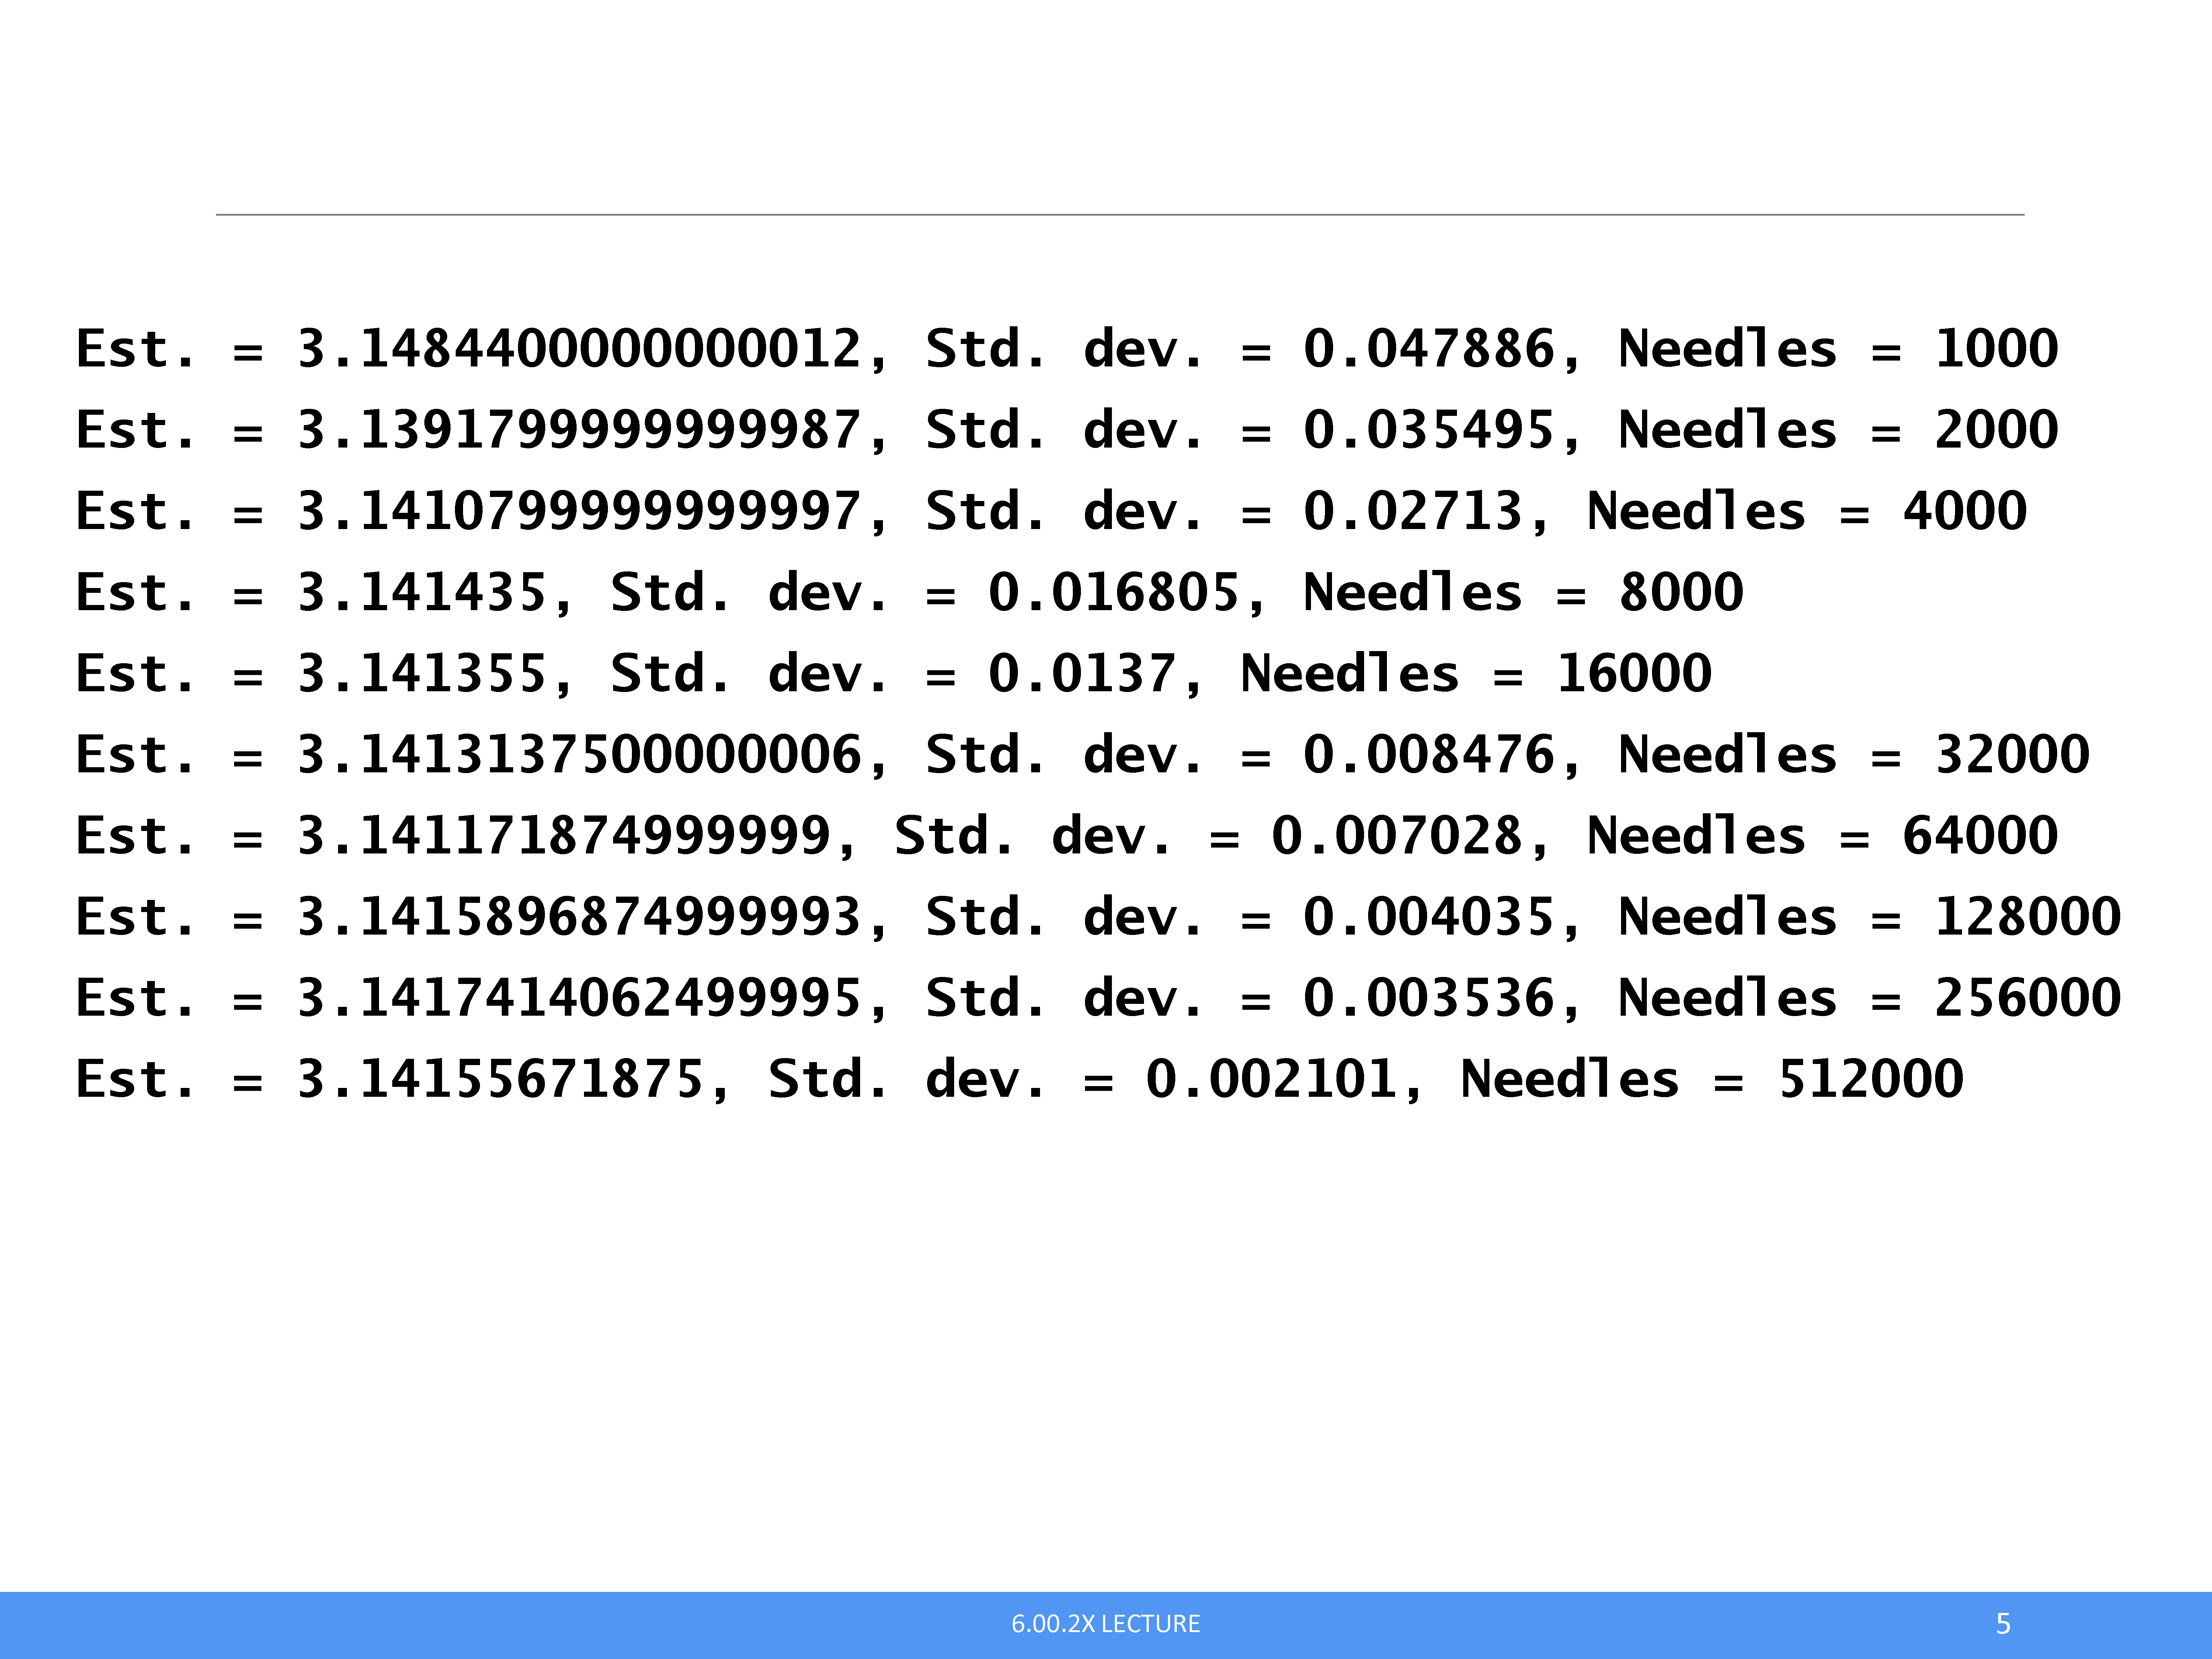 Est. = 3.1484400000000012, Std. dev. = 0.047886, Needles = 1000
Est. = 3.1391799999999987, Std. dev. = 0.035495, Needles = 2000
Est. = 3.1410799999999997, Std. dev. = 0.02713, Needles = 4000
Est. = 3.141435, Std. dev. = 0.016805, Needles = 8000
Est. = 3.141355, Std. dev. = 0.0137, Needles = 16000
Est. = 3.1413137500000006, Std. dev. = 0.008476, Needles = 32000
Est. = 3.141171874999999, Std. dev. = 0.007028, Needles = 64000
Est. = 3.1415896874999993, Std. dev. = 0.004035, Needles = 128000
Est. = 3.1417414062499995, Std. dev. = 0.003536, Needles = 256000
Est. = 3.14155671875, Std. dev. = 0.002101, Needles = 512000
6.00.2X LECTURE
5